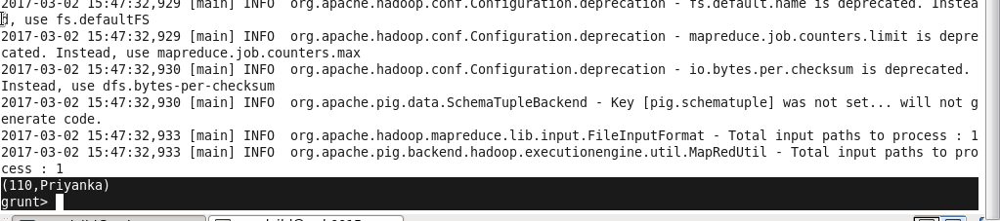 2017-03-02 15:47:32,929 [main] INFO  org.apache.hadoop.conf.Configuration.deprecation - fs.default.name is deprecated. Instea
d, use fs.defaultFS
2017-03-02 15:47:32,929 [main] INFO  org.apache.hadoop.conf.Configuration.deprecation - mapreduce.job.counters.limit is depre
cated. Instead, use mapreduce.job.counters.max
2017-03-02 15:47:32,930 [main] INFO  org.apache.hadoop.conf.Configuration.deprecation - io.bytes.per.checksum is deprecated.
Instead, use dfs.bytes-per-checksum
2017-03-02 15:47:32,930 [main] INFO  org.apache.pig.data.SchemaTupleBackend - Key [pig.schematuple] was not set... will not g
enerate code.
2017-03-02 15:47:32,933 [main] INFO  org.apache.hadoop.mapreduce.lib.input.FileInputFormat - Total input paths to process : 1
2017-03-02 15:47:32,933 [main] INFO  org.apache.pig.backend.hadoop.executionengine.util.MapRedUtil - Total input paths to pro
cess : 1
(110,Priyanka)
grunt>